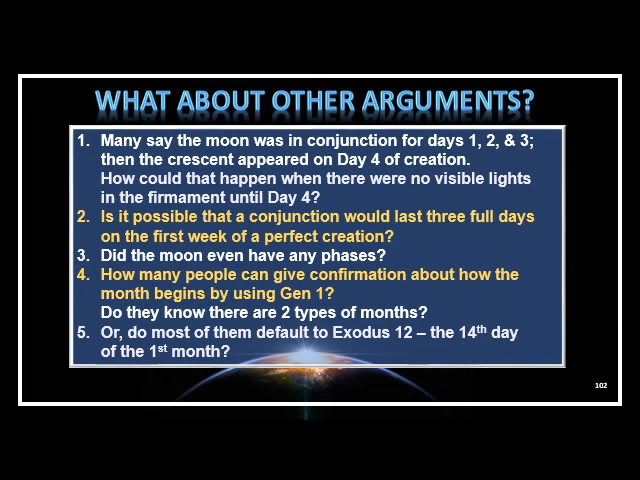 WHAT ABOUT OTHER ARGUMENTS?
1. Many say the moon was in conjunction for days 1, 2, & 3;
then the crescent appeared on Day 4 of creation.
How could that happen when there were no visible lights
in the firmament until Day 4?
2. Is it possible that a conjunction would last three full days
on the first week of a perfect creation?
3. Did the moon even have any phases?
4. How many people can give confirmation about how the
month begins by using Gen 1?
Do they know there are 2 types of months?
5. Or, do most of them default to Exodus 12 – the 14th day
of the 1st month?
102